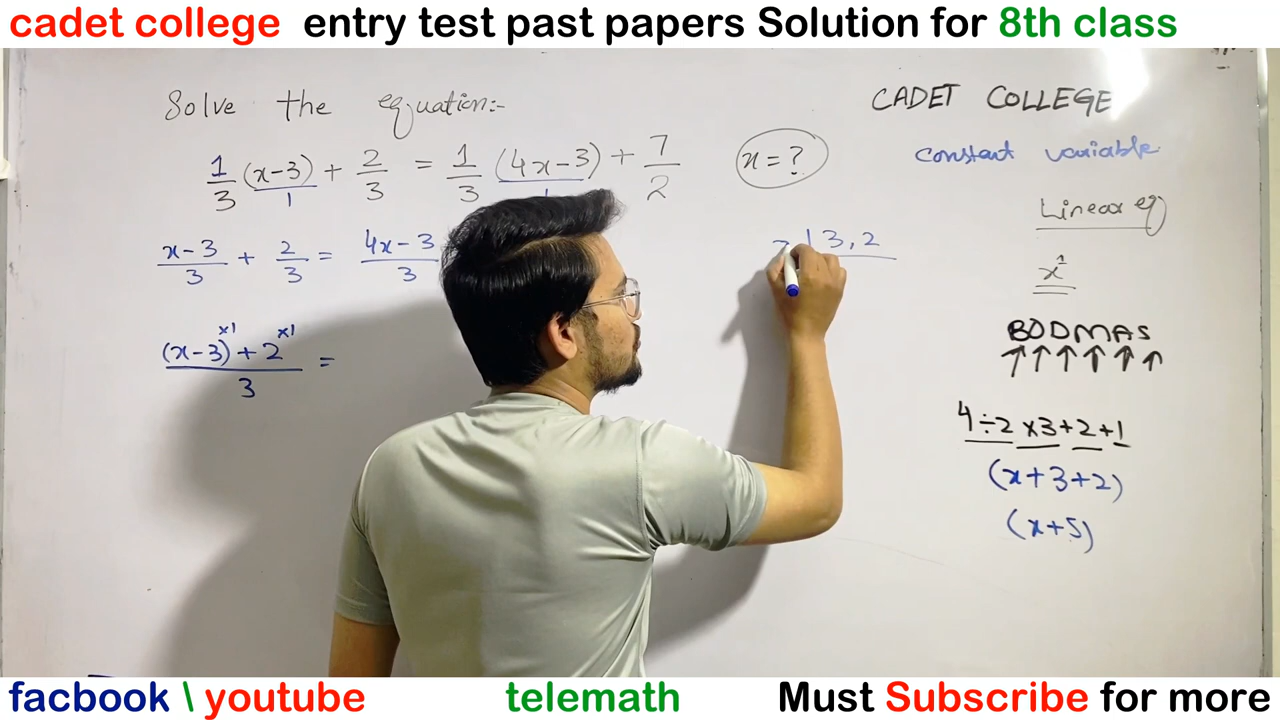 cadet college entry test past papers Solution for 8th class
Solve the equation:-
1/3 (x-3)/1 + 2/3 = 1/3 (4x-3)/1 + 7/2
x = ?
(x-3)/3 + 2/3 = (4x-3)/3
3, 2
((x-3)^×1 + 2^×1)/3 =
CADET COLLEGE
constant variable
Linear eq
x^1
BODMAS
↑ ↑ ↑ ↑ ↑ ↑
4÷2 ×3+2+1
(x+3+2)
(x+5)
facbook \ youtube telemath Must Subscribe for more